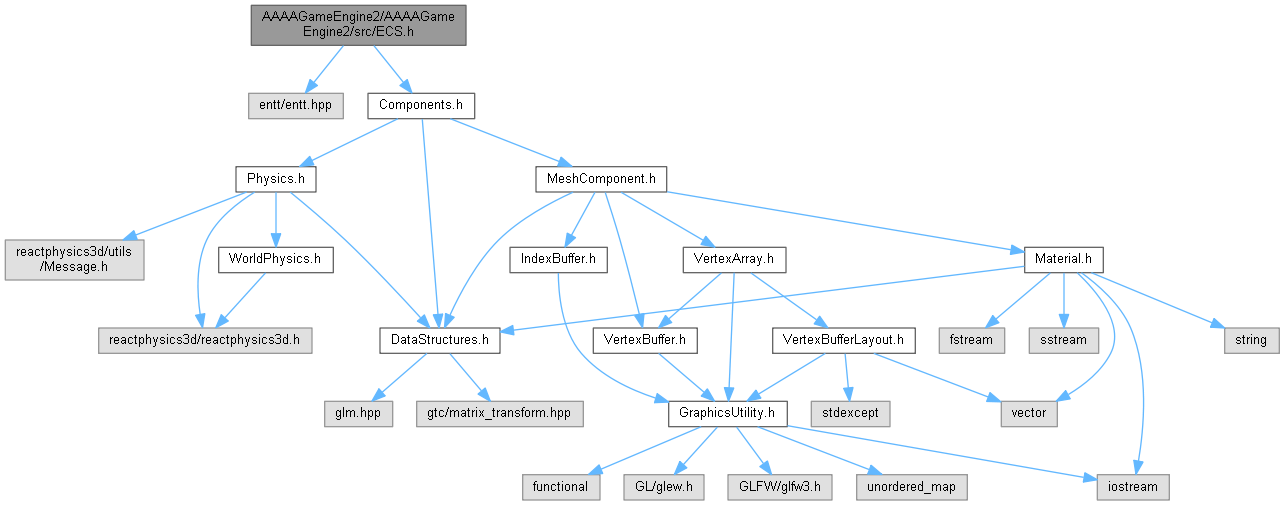 AAAAGameEngine2/AAAAGame
Engine2/src/ECS.h
entt/entt.hpp
Components.h
Physics.h
MeshComponent.h
reactphysics3d/utils
/Message.h
WorldPhysics.h
IndexBuffer.h
VertexArray.h
Material.h
reactphysics3d/reactphysics3d.h
DataStructures.h
VertexBuffer.h
VertexBufferLayout.h
fstream
sstream
string
glm.hpp
gtc/matrix_transform.hpp
GraphicsUtility.h
stdexcept
vector
functional
GL/glew.h
GLFW/glfw3.h
unordered_map
iostream